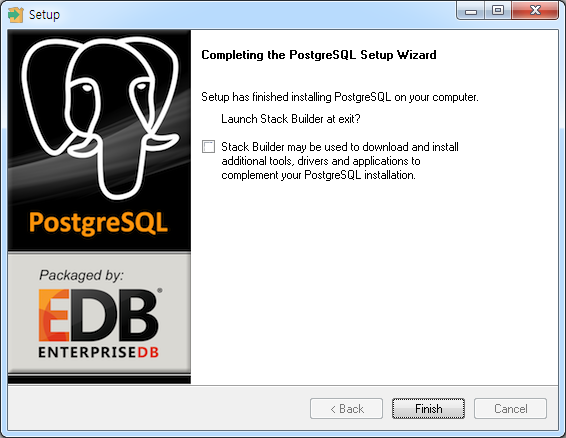 Setup
Completing the PostgreSQL Setup Wizard
Setup has finished installing PostgreSQL on your computer.
Launch Stack Builder at exit?
Stack Builder may be used to download and install
additional tools, drivers and applications to
complement your PostgreSQL installation.
PostgreSQL
Packaged by:
EDB®
ENTERPRISEDB
< Back
Finish
Cancel